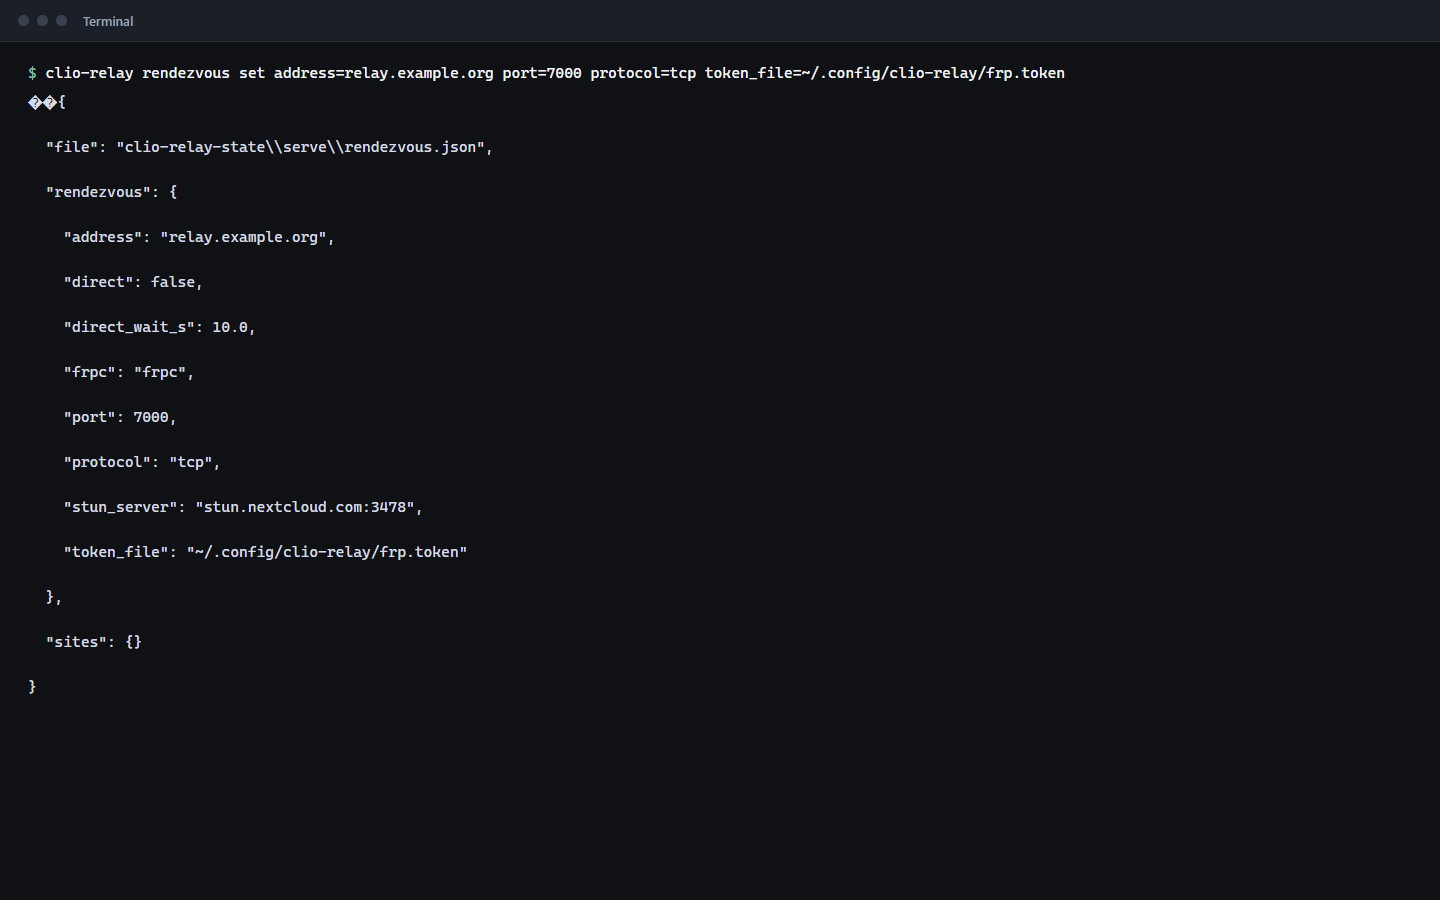 Terminal
$ clio-relay rendezvous set address=relay.example.org port=7000 protocol=tcp token_file=~/.config/clio-relay/frp.token
��{
"file": "clio-relay-state\\serve\\rendezvous.json",
"rendezvous": {
"address": "relay.example.org",
"direct": false,
"direct_wait_s": 10.0,
"frpc": "frpc",
"port": 7000,
"protocol": "tcp",
"stun_server": "stun.nextcloud.com:3478",
"token_file": "~/.config/clio-relay/frp.token"
},
"sites": {}
}